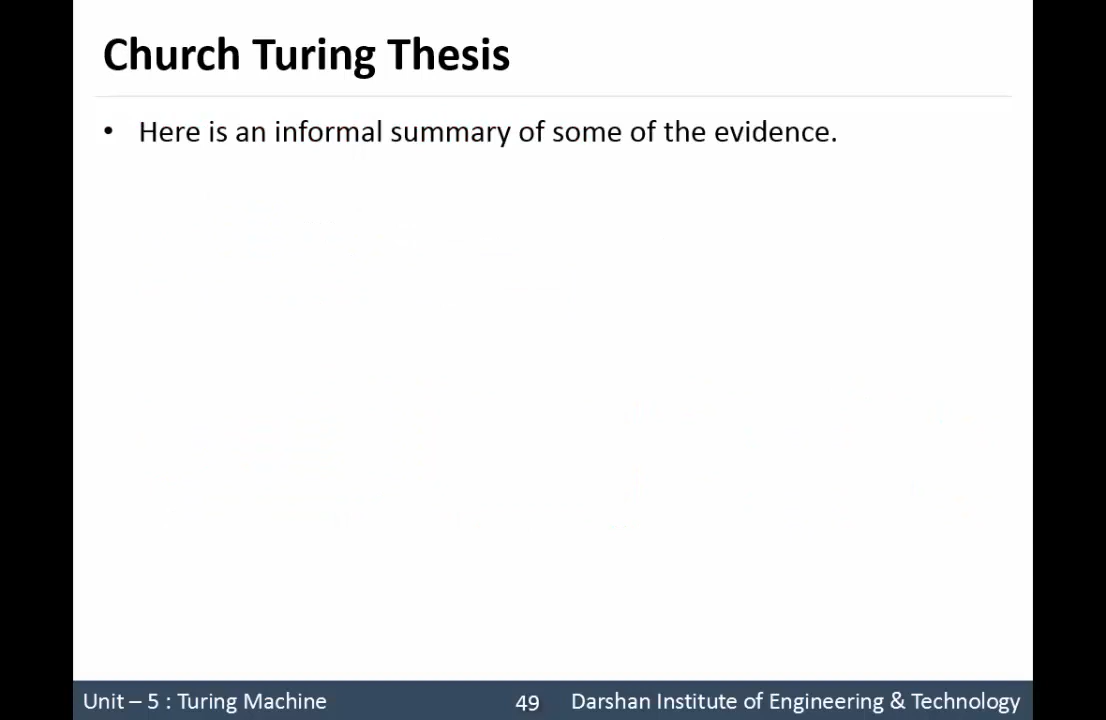 Church Turing Thesis
• Here is an informal summary of some of the evidence.
Unit – 5 : Turing Machine 49 Darshan Institute of Engineering & Technology